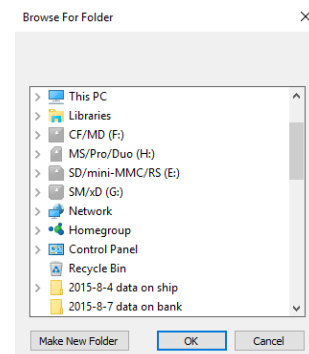 Browse For Folder
This PC
Libraries
CF/MD (F:)
MS/Pro/Duo (H:)
SD/mini-MMC/RS (E:)
SM/xD (G:)
Network
Homegroup
Control Panel
Recycle Bin
2015-8-4 data on ship
2015-8-7 data on bank
Make New Folder OK Cancel